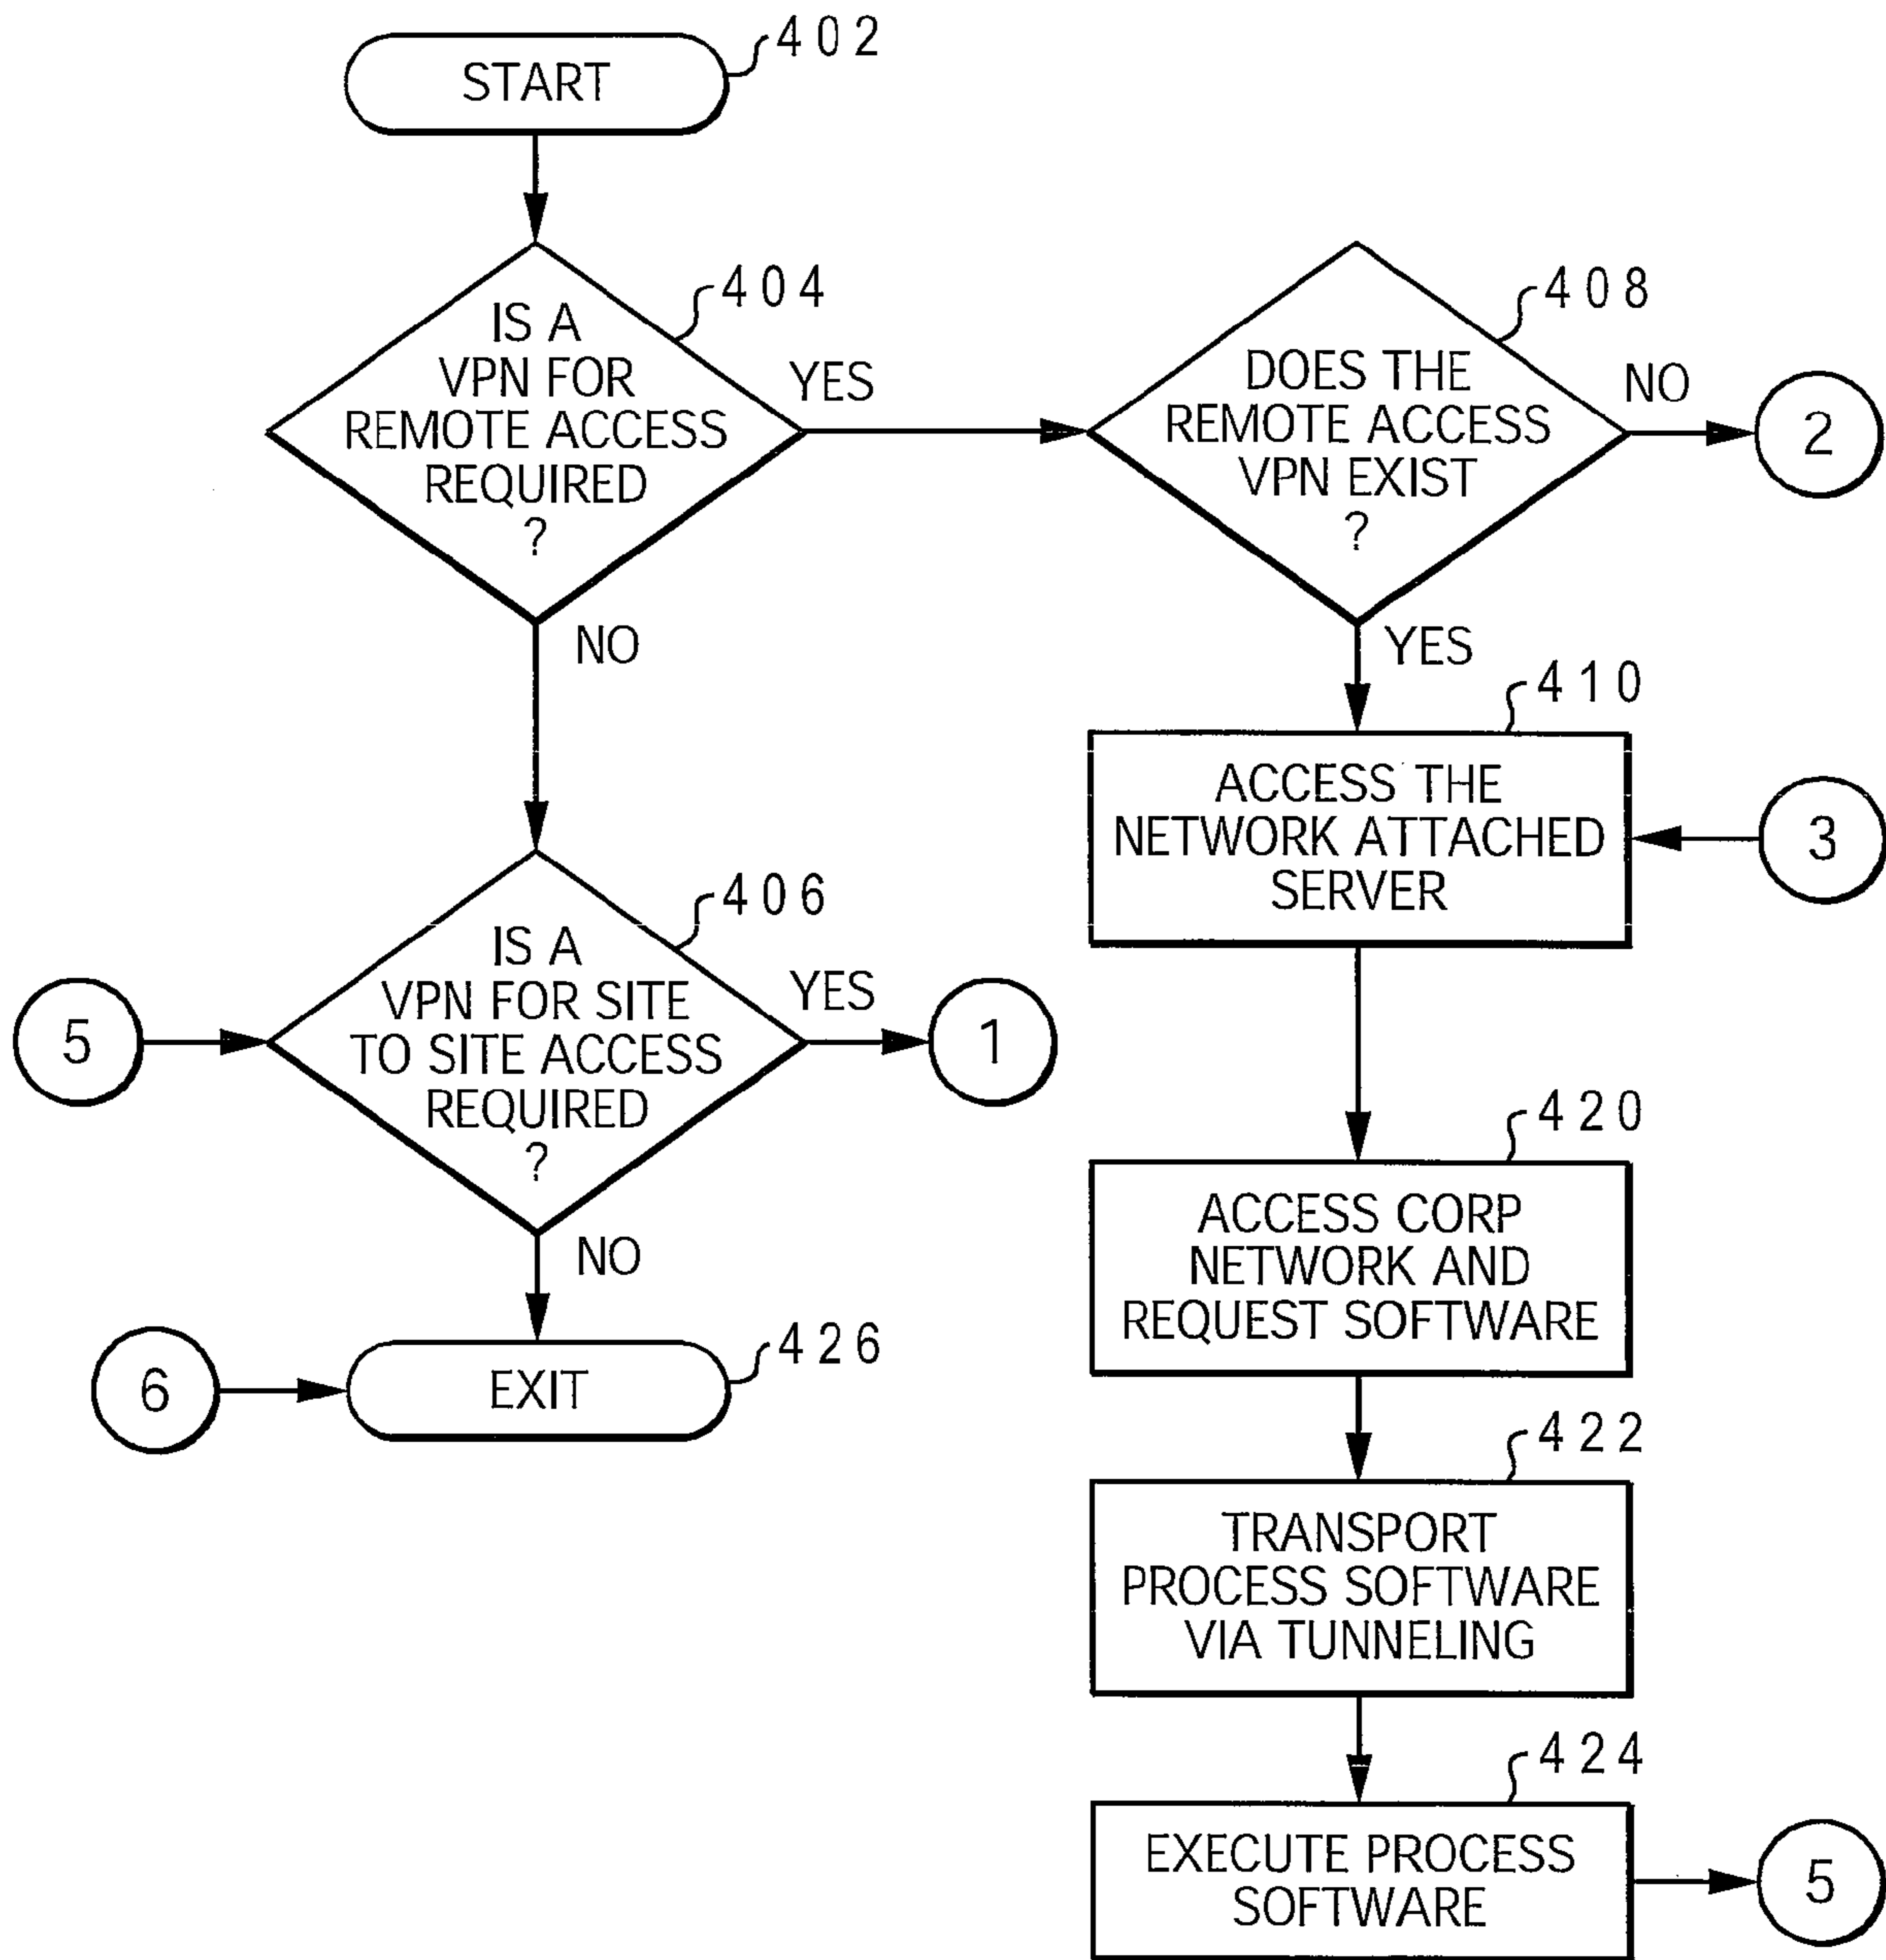 START
402
IS A
VPN FOR
REMOTE ACCESS
REQUIRED
?
404
YES
NO
DOES THE
REMOTE ACCESS
VPN EXIST
?
408
NO
2
YES
410
ACCESS THE
NETWORK ATTACHED
SERVER
3
5
IS A
VPN FOR SITE
TO SITE ACCESS
REQUIRED
?
406
YES
1
NO
6
EXIT
426
420
ACCESS CORP
NETWORK AND
REQUEST SOFTWARE
422
TRANSPORT
PROCESS SOFTWARE
VIA TUNNELING
424
EXECUTE PROCESS
SOFTWARE
5